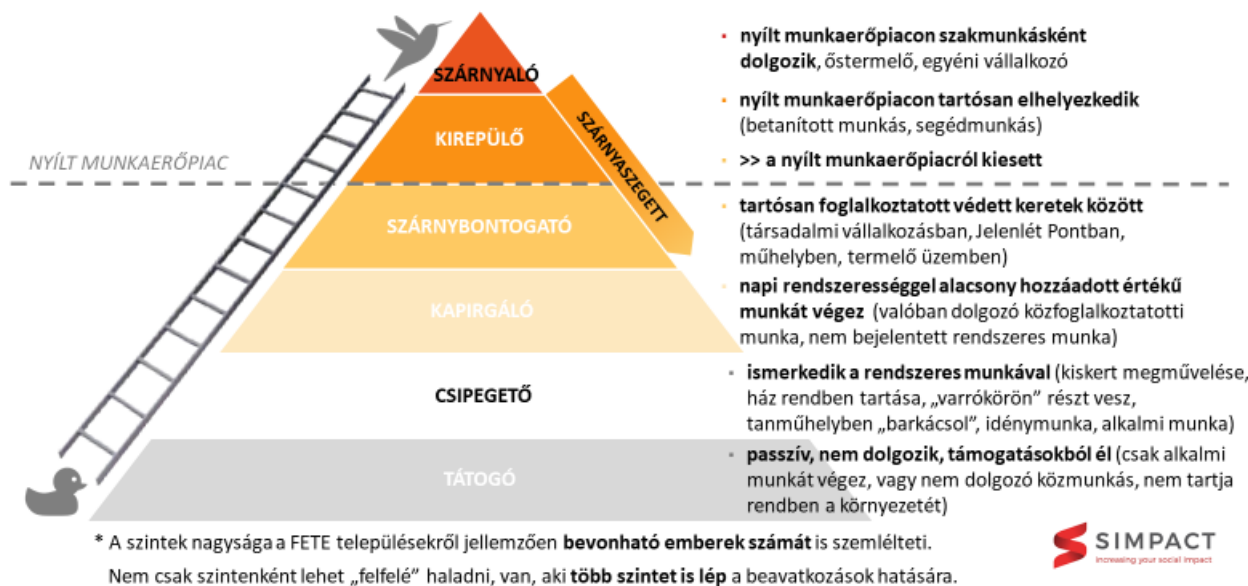 SZÁRNYALÓ
▪ nyílt munkaerőpiacon szakmunkásként
dolgozik, őstermelő, egyéni vállalkozó
KIREPÜLŐ
▪ nyílt munkaerőpiacon tartósan elhelyezkedik
(betanított munkás, segédmunkás)
SZÁRNYASZEGETT
▪ >> a nyílt munkaerőpiacról kiesett
NYÍLT MUNKAERŐPIAC
SZÁRNYBONTOGATÓ
▪ tartósan foglalkoztatott védett keretek között
(társadalmi vállalkozásban, Jelenlét Pontban,
műhelyben, termelő üzemben)
KAPIRGÁLÓ
▪ napi rendszerességgel alacsony hozzáadott értékű
munkát végez (valóban dolgozó közfoglalkoztatotti
munka, nem bejelentett rendszeres munka)
CSIPEGETŐ
▪ ismerkedik a rendszeres munkával (kiskert megművelése,
ház rendben tartása, „varrókörön” részt vesz,
tanműhelyben „barkácsol”, idénymunka, alkalmi munka)
TÁTOGÓ
▪ passzív, nem dolgozik, támogatásokból él (csak alkalmi
munkát végez, vagy nem dolgozó közmunkás, nem tartja
rendben a környezetét)
* A szintek nagysága a FETE településekről jellemzően bevonható emberek számát is szemlélteti.
Nem csak szintenként lehet „felfelé” haladni, van, aki több szintet is lép a beavatkozások hatására.
SIMPACT
increasing your social impact